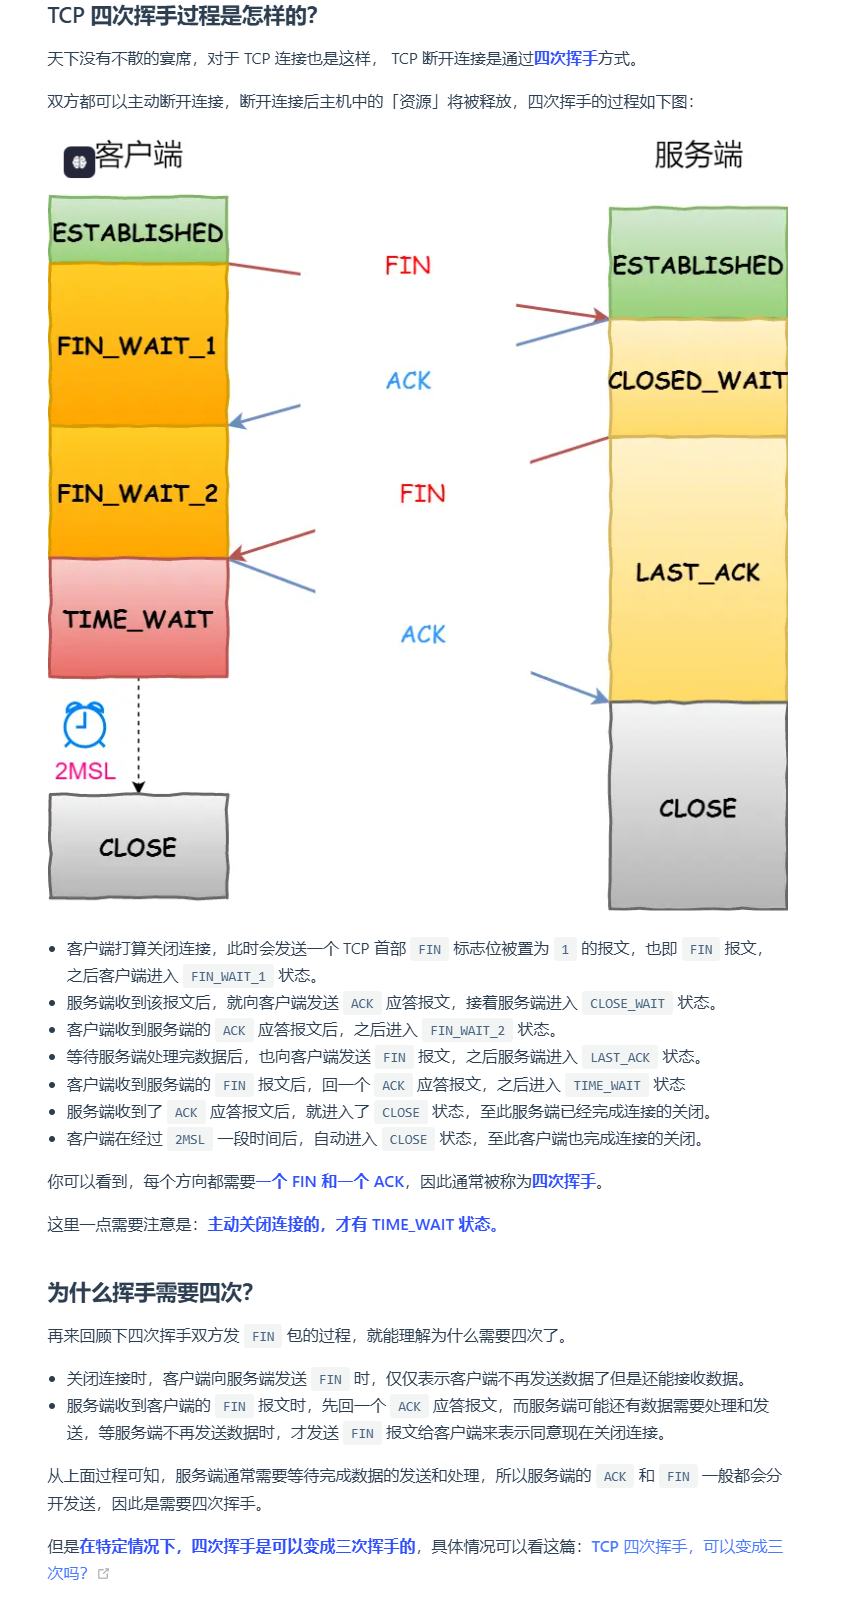 TCP 四次挥手过程是怎样的？
天下没有不散的宴席，对于 TCP 连接也是这样， TCP 断开连接是通过四次挥手方式。
双方都可以主动断开连接，断开连接后主机中的「资源」将被释放，四次挥手的过程如下图：
客户端
服务端
ESTABLISHED
ESTABLISHED
FIN
FIN_WAIT_1
ACK
CLOSED_WAIT
FIN_WAIT_2
FIN
LAST_ACK
TIME_WAIT
ACK
2MSL
CLOSE
CLOSE
客户端打算关闭连接，此时会发送一个 TCP 首部 FIN 标志位被置为 1 的报文，也即 FIN 报文，
之后客户端进入 FIN_WAIT_1 状态。
服务端收到该报文后，就向客户端发送 ACK 应答报文，接着服务端进入 CLOSE_WAIT 状态。
客户端收到服务端的 ACK 应答报文后，之后进入 FIN_WAIT_2 状态。
等待服务端处理完数据后，也向客户端发送 FIN 报文，之后服务端进入 LAST_ACK 状态。
客户端收到服务端的 FIN 报文后，回一个 ACK 应答报文，之后进入 TIME_WAIT 状态
服务端收到了 ACK 应答报文后，就进入了 CLOSE 状态，至此服务端已经完成连接的关闭。
客户端在经过 2MSL 一段时间后，自动进入 CLOSE 状态，至此客户端也完成连接的关闭。
你可以看到，每个方向都需要一个 FIN 和一个 ACK，因此通常被称为四次挥手。
这里一点需要注意是：主动关闭连接的，才有 TIME_WAIT 状态。
为什么挥手需要四次？
再来回顾下四次挥手双方发 FIN 包的过程，就能理解为什么需要四次了。
关闭连接时，客户端向服务端发送 FIN 时，仅仅表示客户端不再发送数据了但是还能接收数据。
服务端收到客户端的 FIN 报文时，先回一个 ACK 应答报文，而服务端可能还有数据需要处理和发
送，等服务端不再发送数据时，才发送 FIN 报文给客户端来表示同意现在关闭连接。
从上面过程可知，服务端通常需要等待完成数据的发送和处理，所以服务端的 ACK 和 FIN 一般都会分
开发送，因此是需要四次挥手。
但是在特定情况下，四次挥手是可以变成三次挥手的，具体情况可以看这篇：TCP 四次挥手，可以变成三
次吗？